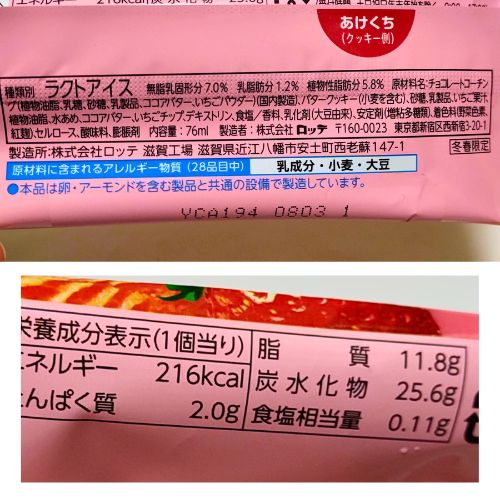 エネルギー 216kcal 炭水化物 25.6g
あけくち
(クッキー側)
種類別 ラクトアイス 無脂乳固形分7.0% 乳脂肪分1.2% 植物性脂肪分5.8% 原材料名:チョコレートコーチン
グ(植物油脂、乳糖、砂糖、乳製品、ココアバター、いちごパウダー)(国内製造)、バタークッキー(小麦を含む)、砂糖、乳製品、いちご果汁、
植物油脂、水あめ、ココアバター、いちごチップ、デキストリン、食塩/香料、乳化剤(大豆由来)、安定剤(増粘多糖類)、着色料(野菜色素、
紅麹)、セルロース、酸味料、膨脹剤 内容量:76ml 製造者:株式会社ロッテ 〒160-0023 東京都新宿区西新宿3-20-1
製造所:株式会社ロッテ 滋賀工場 滋賀県近江八幡市安土町西老蘇147-1 冬春限定
原材料に含まれるアレルギー物質(28品目中) 乳成分・小麦・大豆
●本品は卵・アーモンドを含む製品と共通の設備で製造しています。
YCA194 0803 1
栄養成分表示(1個当り) 脂質 11.8g
エネルギー 216kcal 炭水化物 25.6g
たんぱく質 2.0g 食塩相当量 0.11g